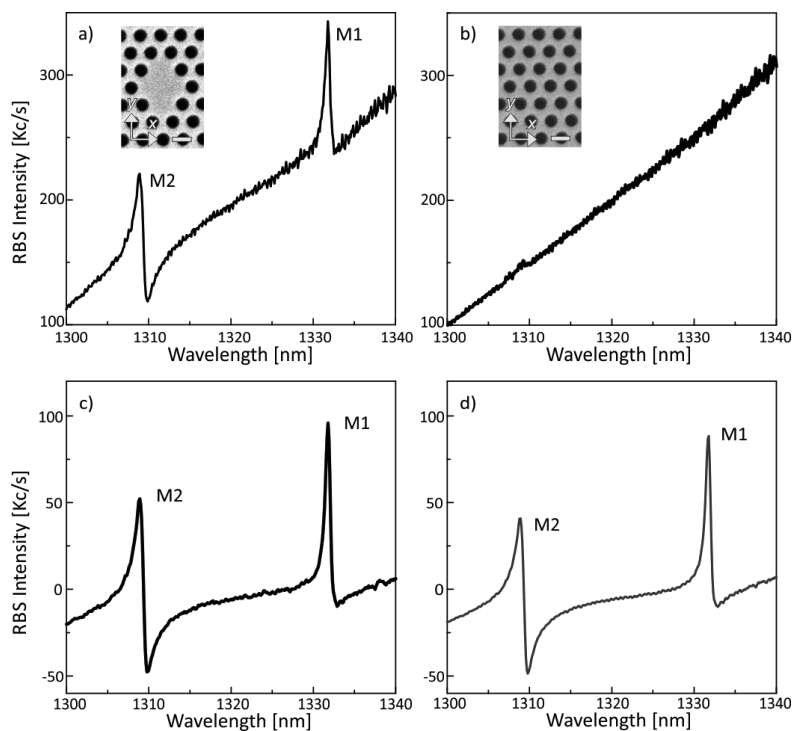 a)
M1
M2
y
x
RBS Intensity [Kc/s]
300
200
100
1300
1310
1320
1330
1340
Wavelength [nm]
b)
y
x
300
200
100
1300
1310
1320
1330
1340
Wavelength [nm]
c)
M1
M2
RBS Intensity [Kc/s]
100
50
0
-50
1300
1310
1320
1330
1340
Wavelength [nm]
d)
M1
M2
100
50
0
-50
1300
1310
1320
1330
1340
Wavelength [nm]